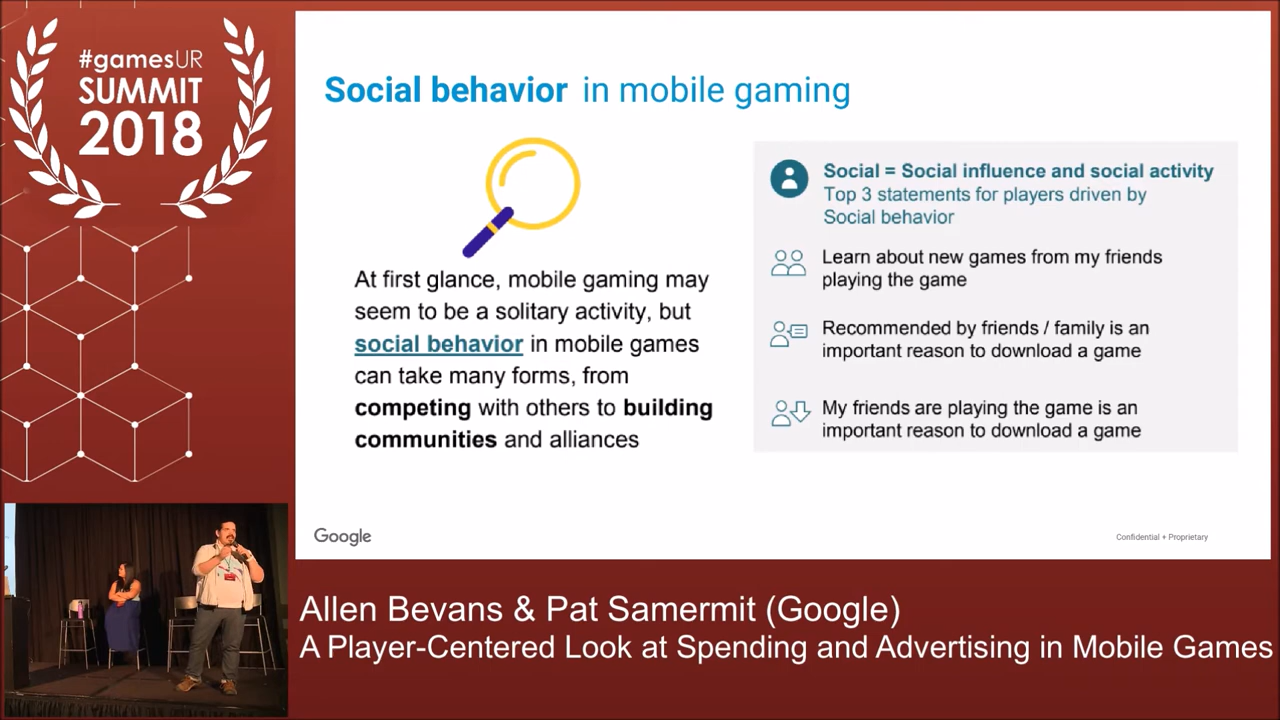 #gamesUR
SUMMIT
2018
Social behavior in mobile gaming
At first glance, mobile gaming may
seem to be a solitary activity, but
social behavior in mobile games
can take many forms, from
competing with others to building
communities and alliances
Social = Social influence and social activity
Top 3 statements for players driven by
Social behavior
Learn about new games from my friends
playing the game
Recommended by friends / family is an
important reason to download a game
My friends are playing the game is an
important reason to download a game
Google
Confidential + Proprietary
Allen Bevans & Pat Samermit (Google)
A Player-Centered Look at Spending and Advertising in Mobile Games